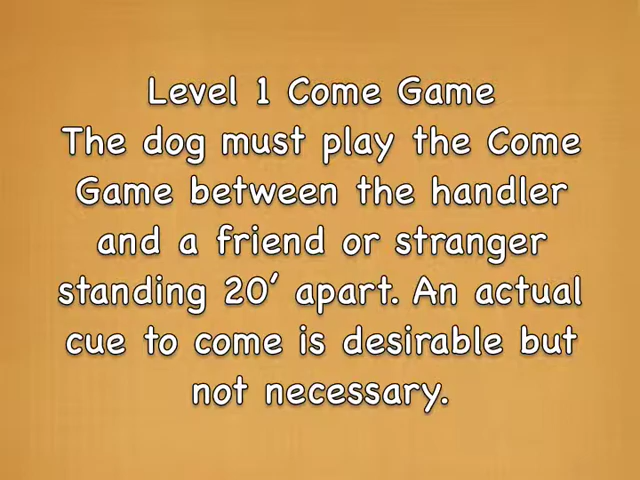 Level 1 Come Game
The dog must play the Come
Game between the handler
and a friend or stranger
standing 20′ apart. An actual
cue to come is desirable but
not necessary.